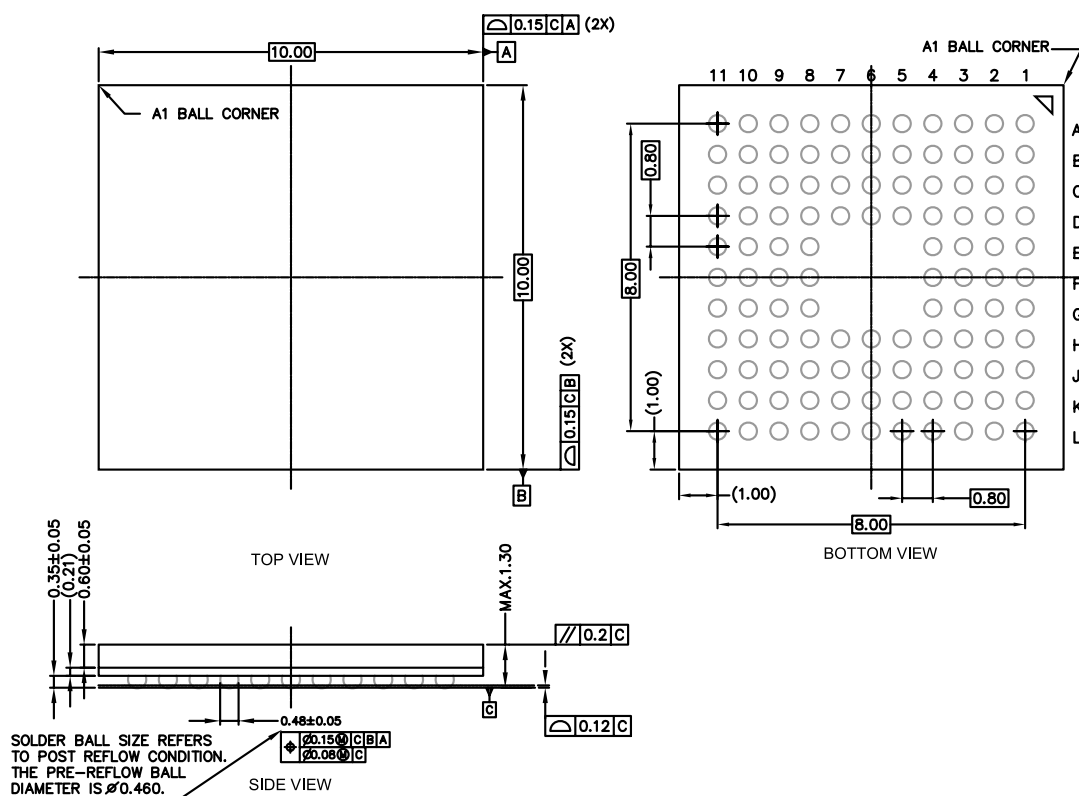 ⌓ 0.15 C A (2X)
10.00
A
A1 BALL CORNER
10.00
⌓ 0.15 C B (2X)
B
TOP VIEW
A1 BALL CORNER
11 10 9 8 7 6 5 4 3 2 1
A
C
D
E
F
G
H
J
K
L
0.80
8.00
(1.00)
(1.00)
0.80
8.00
BOTTOM VIEW
0.35±0.05
(0.21)
0.60±0.05
MAX.1.30
// 0.2 C
C
⌓ 0.12 C
0.48±0.05
⌖ Ø0.15Ⓜ C B A
Ø0.08Ⓜ C
SOLDER BALL SIZE REFERS
TO POST REFLOW CONDITION.
THE PRE-REFLOW BALL
DIAMETER IS Ø0.460.
SIDE VIEW